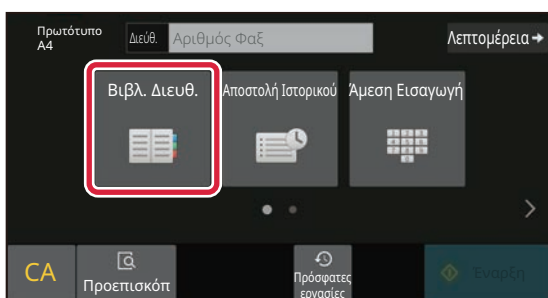 Πρωτότυπο
A4
Διεύθ. Αριθμός Φαξ
Λεπτομέρεια
Βιβλ. Διευθ.
Αποστολή Ιστορικού
Άμεση Εισαγωγή
CA
Προεπισκόπ
Πρόσφατες
εργασίες
Έναρξη